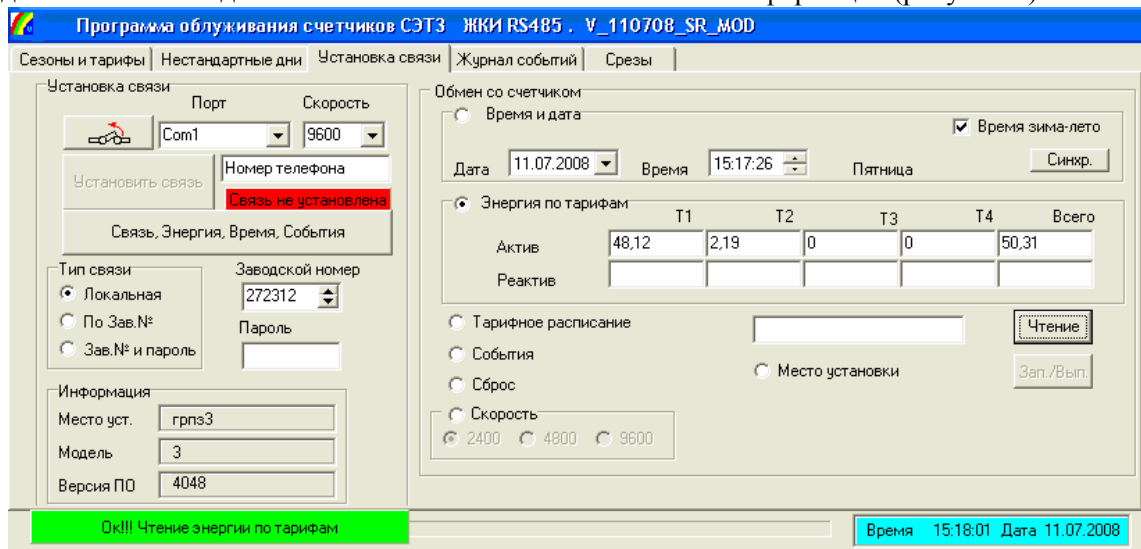 Программа облуживания счетчиков СЭТ3 ЖКИ RS485 . V_110708_SR_MOD
Сезоны и тарифы Нестандартные дни Установка связи Журнал событий Срезы
Установка связи
Порт Скорость
Com1 9600
Установить связь
Номер телефона
Связь не установлена
Связь, Энергия, Время, События
Тип связи
Локальная
По Зав.№
Зав.№ и пароль
Заводской номер
272312
Пароль
Информация
Место уст. грпз3
Модель 3
Версия ПО 4048
Обмен со счетчиком
Время и дата
Время зима-лето
Дата 11.07.2008 Время 15:17:26 Пятница Синхр.
Энергия по тарифам
Т1 Т2 Т3 Т4 Всего
Актив 48,12 2,19 0 0 50,31
Реактив
Тарифное расписание Чтение
События
Место установки Зап./Вып.
Сброс
Скорость
2400 4800 9600
Ок!!! Чтение энергии по тарифам
Время 15:18:01 Дата 11.07.2008